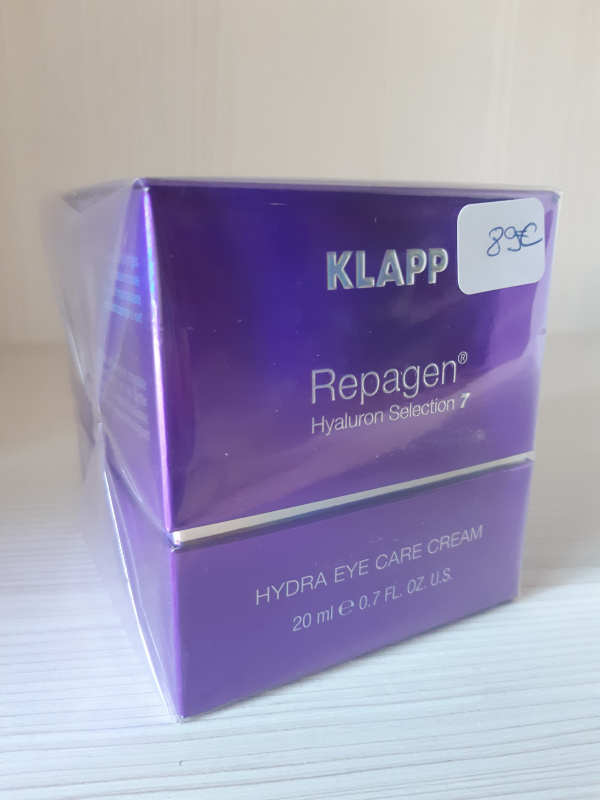 89€
KLAPP
Repagen®
Hyaluron Selection 7
HYDRA EYE CARE CREAM
20 ml ℮ 0.7 FL. OZ. U.S.